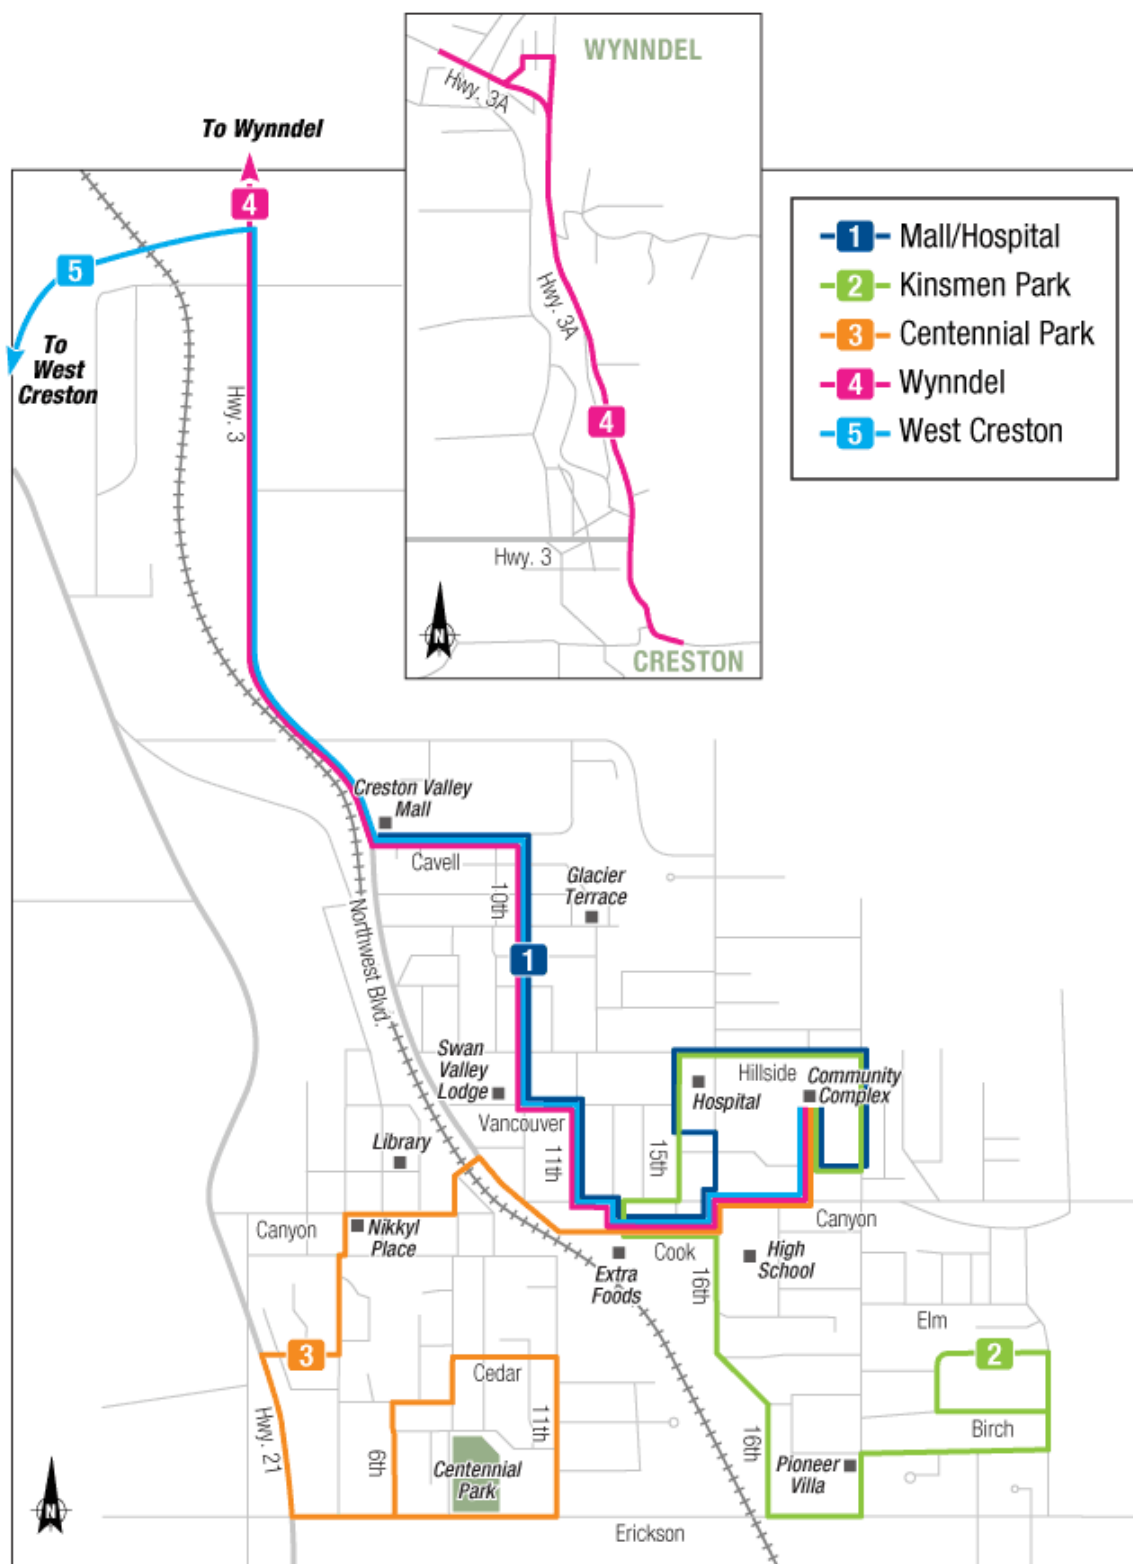 WYNNDEL
Hwy. 3A
To Wynndel
4
5
To
West
Creston
Hwy. 3
Hwy. 3A
4
Hwy. 3
N
CRESTON
1 Mall/Hospital
2 Kinsmen Park
3 Centennial Park
4 Wynndel
5 West Creston
Creston Valley
Mall
Cavell
10th
Glacier
Terrace
Northwest Blvd.
1
Swan
Valley
Lodge
Vancouver
11th
15th
Hillside
Hospital
Community
Complex
Library
Canyon
Nikkyl
Place
Canyon
Cook
Extra
Foods
16th
High
School
3
Elm
2
Cedar
11th
Birch
Hwy. 21
6th
Centennial
Park
16th
Pioneer
Villa
N
Erickson